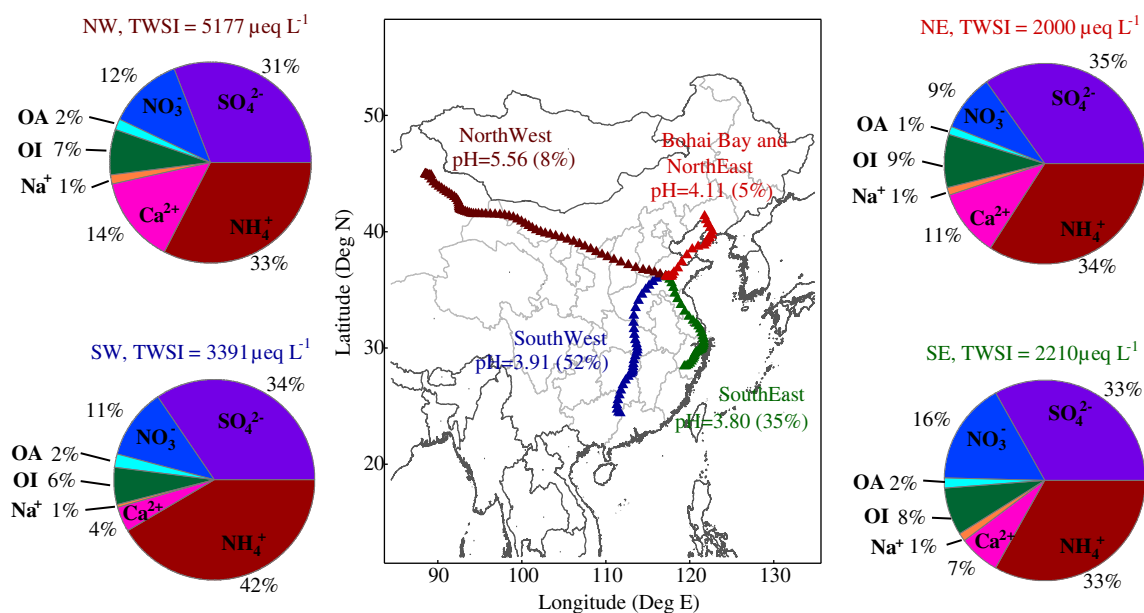 NW, TWSI = 5177 µeq L⁻¹
31%
12%
SO₄²⁻
NO₃⁻
OA 2%
OI 7%
Na⁺ 1%
Ca²⁺
14%
NH₄⁺
33%
SW, TWSI = 3391 µeq L⁻¹
34%
11%
SO₄²⁻
NO₃⁻
OA 2%
OI 6%
Na⁺ 1%
Ca²⁺
4%
NH₄⁺
42%
Latitude (Deg N)
50
40
30
20
NorthWest
pH=5.56 (8%)
Bohai Bay and
NorthEast
pH=4.11 (5%)
SouthWest
pH=3.91 (52%)
SouthEast
pH=3.80 (35%)
90 100 110 120 130
Longitude (Deg E)
NE, TWSI = 2000 µeq L⁻¹
35%
9%
SO₄²⁻
NO₃⁻
OA 1%
OI 9%
Na⁺ 1%
Ca²⁺
11%
NH₄⁺
34%
SE, TWSI = 2210µeq L⁻¹
33%
16%
SO₄²⁻
NO₃⁻
OA 2%
OI 8%
Na⁺ 1%
Ca²⁺
7%
NH₄⁺
33%